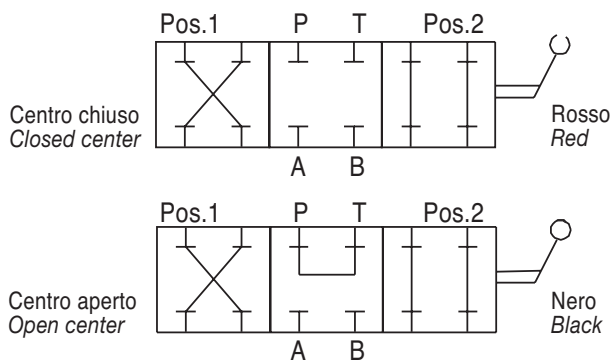 Pos.1 P T Pos.2
Centro chiuso
Closed center
Rosso
Red
A B
Pos.1 P T Pos.2
Centro aperto
Open center
Nero
Black
A B